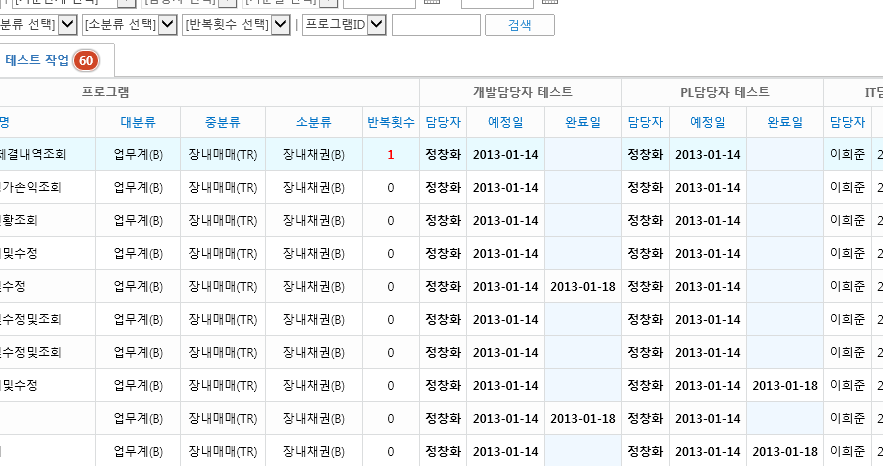 분류 선택] [소분류 선택] [반복횟수 선택] | 프로그램ID 검색
테스트 작업 60
프로그램 개발담당자 테스트 PL담당자 테스트 IT담
명 대분류 중분류 소분류 반복횟수 담당자 예정일 완료일 담당자 예정일 완료일 담당자
체결내역조회 업무계(B) 장내매매(TR) 장내채권(B) 1 정창화 2013-01-14 정창화 2013-01-14 이희준 2
가손익조회 업무계(B) 장내매매(TR) 장내채권(B) 0 정창화 2013-01-14 정창화 2013-01-14 이희준 2
황조회 업무계(B) 장내매매(TR) 장내채권(B) 0 정창화 2013-01-14 정창화 2013-01-14 이희준 2
및수정 업무계(B) 장내매매(TR) 장내채권(B) 0 정창화 2013-01-14 정창화 2013-01-14 이희준 2
수정 업무계(B) 장내매매(TR) 장내채권(B) 0 정창화 2013-01-14 2013-01-18 정창화 2013-01-14 이희준 2
수정및조회 업무계(B) 장내매매(TR) 장내채권(B) 0 정창화 2013-01-14 정창화 2013-01-14 이희준 2
수정및조회 업무계(B) 장내매매(TR) 장내채권(B) 0 정창화 2013-01-14 정창화 2013-01-14 이희준 2
및수정 업무계(B) 장내매매(TR) 장내채권(B) 0 정창화 2013-01-14 정창화 2013-01-14 2013-01-18 이희준 2
업무계(B) 장내매매(TR) 장내채권(B) 0 정창화 2013-01-14 2013-01-18 정창화 2013-01-14 이희준 2
업무계(B) 장내매매(TR) 장내채권(B) 0 정창화 2013-01-14 정창화 2013-01-14 2013-01-18 이희준 2